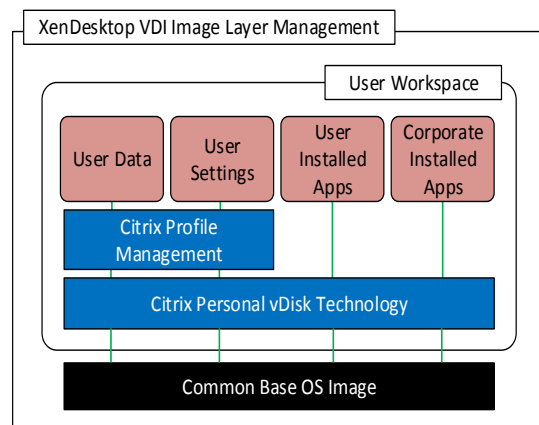 XenDesktop VDI Image Layer Management
User Workspace
User Data
User
Settings
User
Installed
Apps
Corporate
Installed
Apps
Citrix Profile
Management
Citrix Personal vDisk Technology
Common Base OS Image